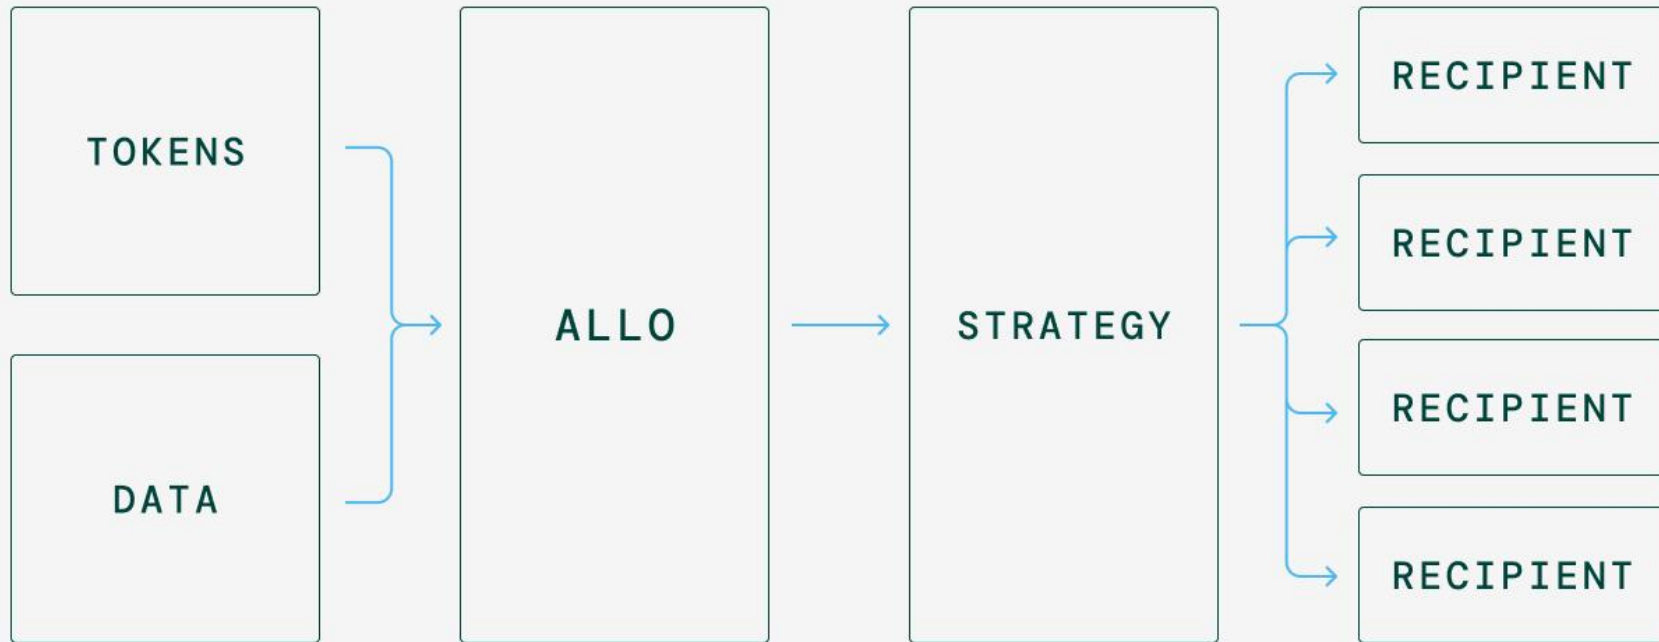 TOKENS
DATA
ALLO
STRATEGY
RECIPIENT
RECIPIENT
RECIPIENT
RECIPIENT